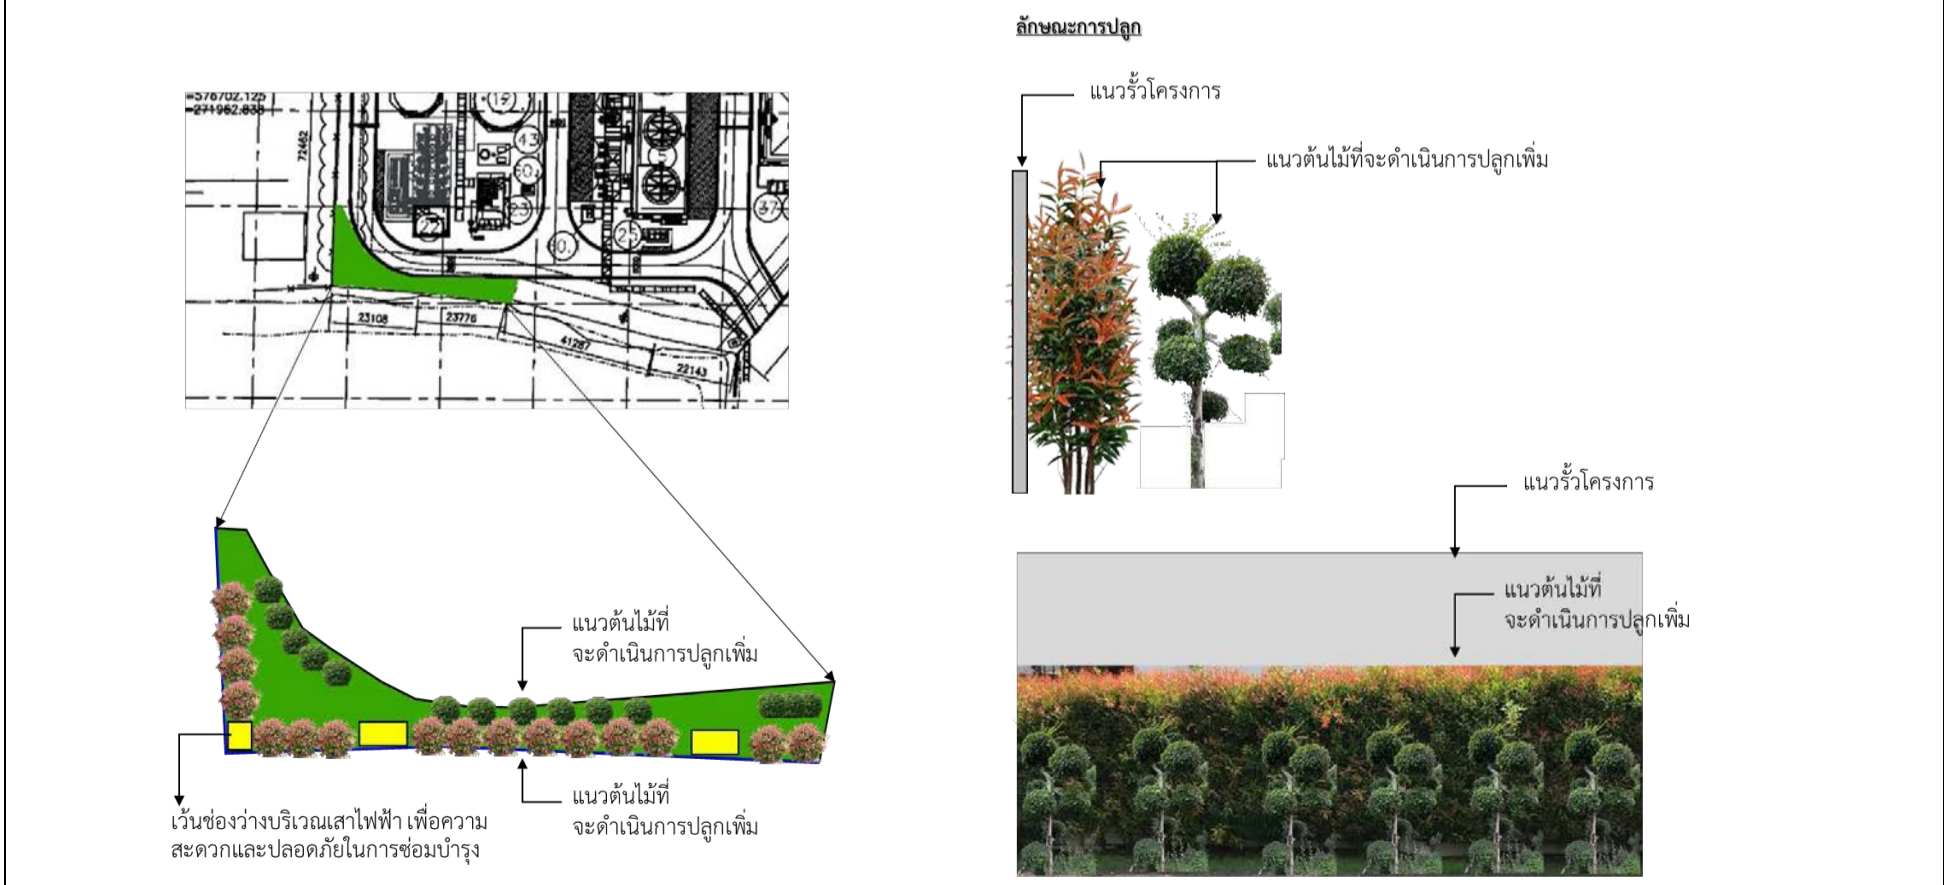 ลักษณะการปลูก
แนวรั้วโครงการ
แนวต้นไม้ที่จะดำเนินการปลูกเพิ่ม
72462
19
43
22
23
25
37
23108
23776
41287
22143
แนวต้นไม้ที่
จะดำเนินการปลูกเพิ่ม
แนวต้นไม้ที่
จะดำเนินการปลูกเพิ่ม
เว้นช่องว่างบริเวณเสาไฟฟ้า เพื่อความ
สะดวกและปลอดภัยในการซ่อมบำรุง
แนวรั้วโครงการ
แนวต้นไม้ที่
จะดำเนินการปลูกเพิ่ม